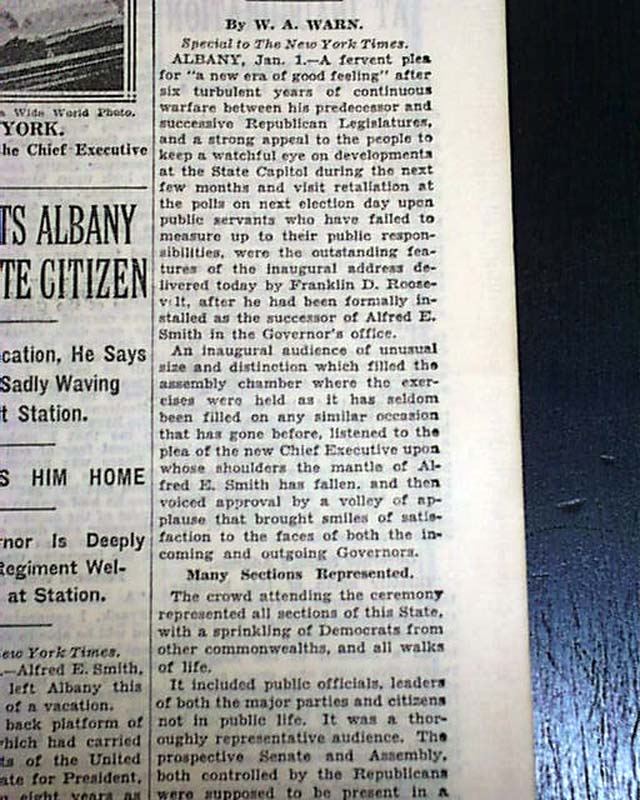 a Wide World Photo.
YORK.
he Chief Executive
TS ALBANY
TE CITIZEN
cation, He Says
Sadly Waving
t Station.
S HIM HOME
rnor Is Deeply
Regiment Wel-
at Station.
ew York Times.
.—Alfred E. Smith,
left Albany this
of a vacation.
back platform of
which had carried
ts of the United
ate for President,
eight years as
By W. A. WARN.
Special to The New York Times.
ALBANY, Jan. 1.—A fervent plea
for "a new era of good feeling" after
six turbulent years of continuous
warfare between his predecessor and
successive Republican Legislatures,
and a strong appeal to the people to
keep a watchful eye on developments
at the State Capitol during the next
few months and visit retaliation at
the polls on next election day upon
public servants who have failed to
measure up to their public respon-
sibilities, were the outstanding fea-
tures of the inaugural address de-
livered today by Franklin D. Roose-
velt, after he had been formally in-
stalled as the successor of Alfred E.
Smith in the Governor's office.
An inaugural audience of unusual
size and distinction which filled the
assembly chamber where the exer-
cises were held as it has seldom
been filled on any similar occasion
that has gone before, listened to the
plea of the new Chief Executive upon
whose shoulders the mantle of Al-
fred E. Smith has fallen, and then
voiced approval by a volley of ap-
plause that brought smiles of satis-
faction to the faces of both the in-
coming and outgoing Governors.
Many Sections Represented.
The crowd attending the ceremony
represented all sections of this State,
with a sprinkling of Democrats from
other commonwealths, and all walks
of life.
It included public officials, leaders
of both the major parties and citizens
not in public life. It was a thor-
oughly representative audience. The
prospective Senate and Assembly,
both controlled by the Republicans
were supposed to be present in a